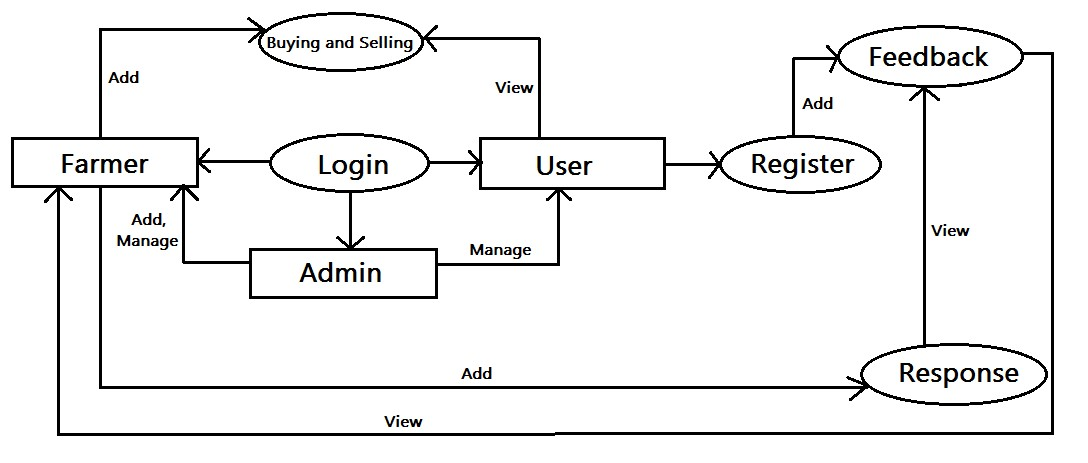 Buying and Selling
Feedback
Add
View
Add
Farmer
Login
User
Register
Add,
Manage
Manage
View
Admin
Add
Response
View